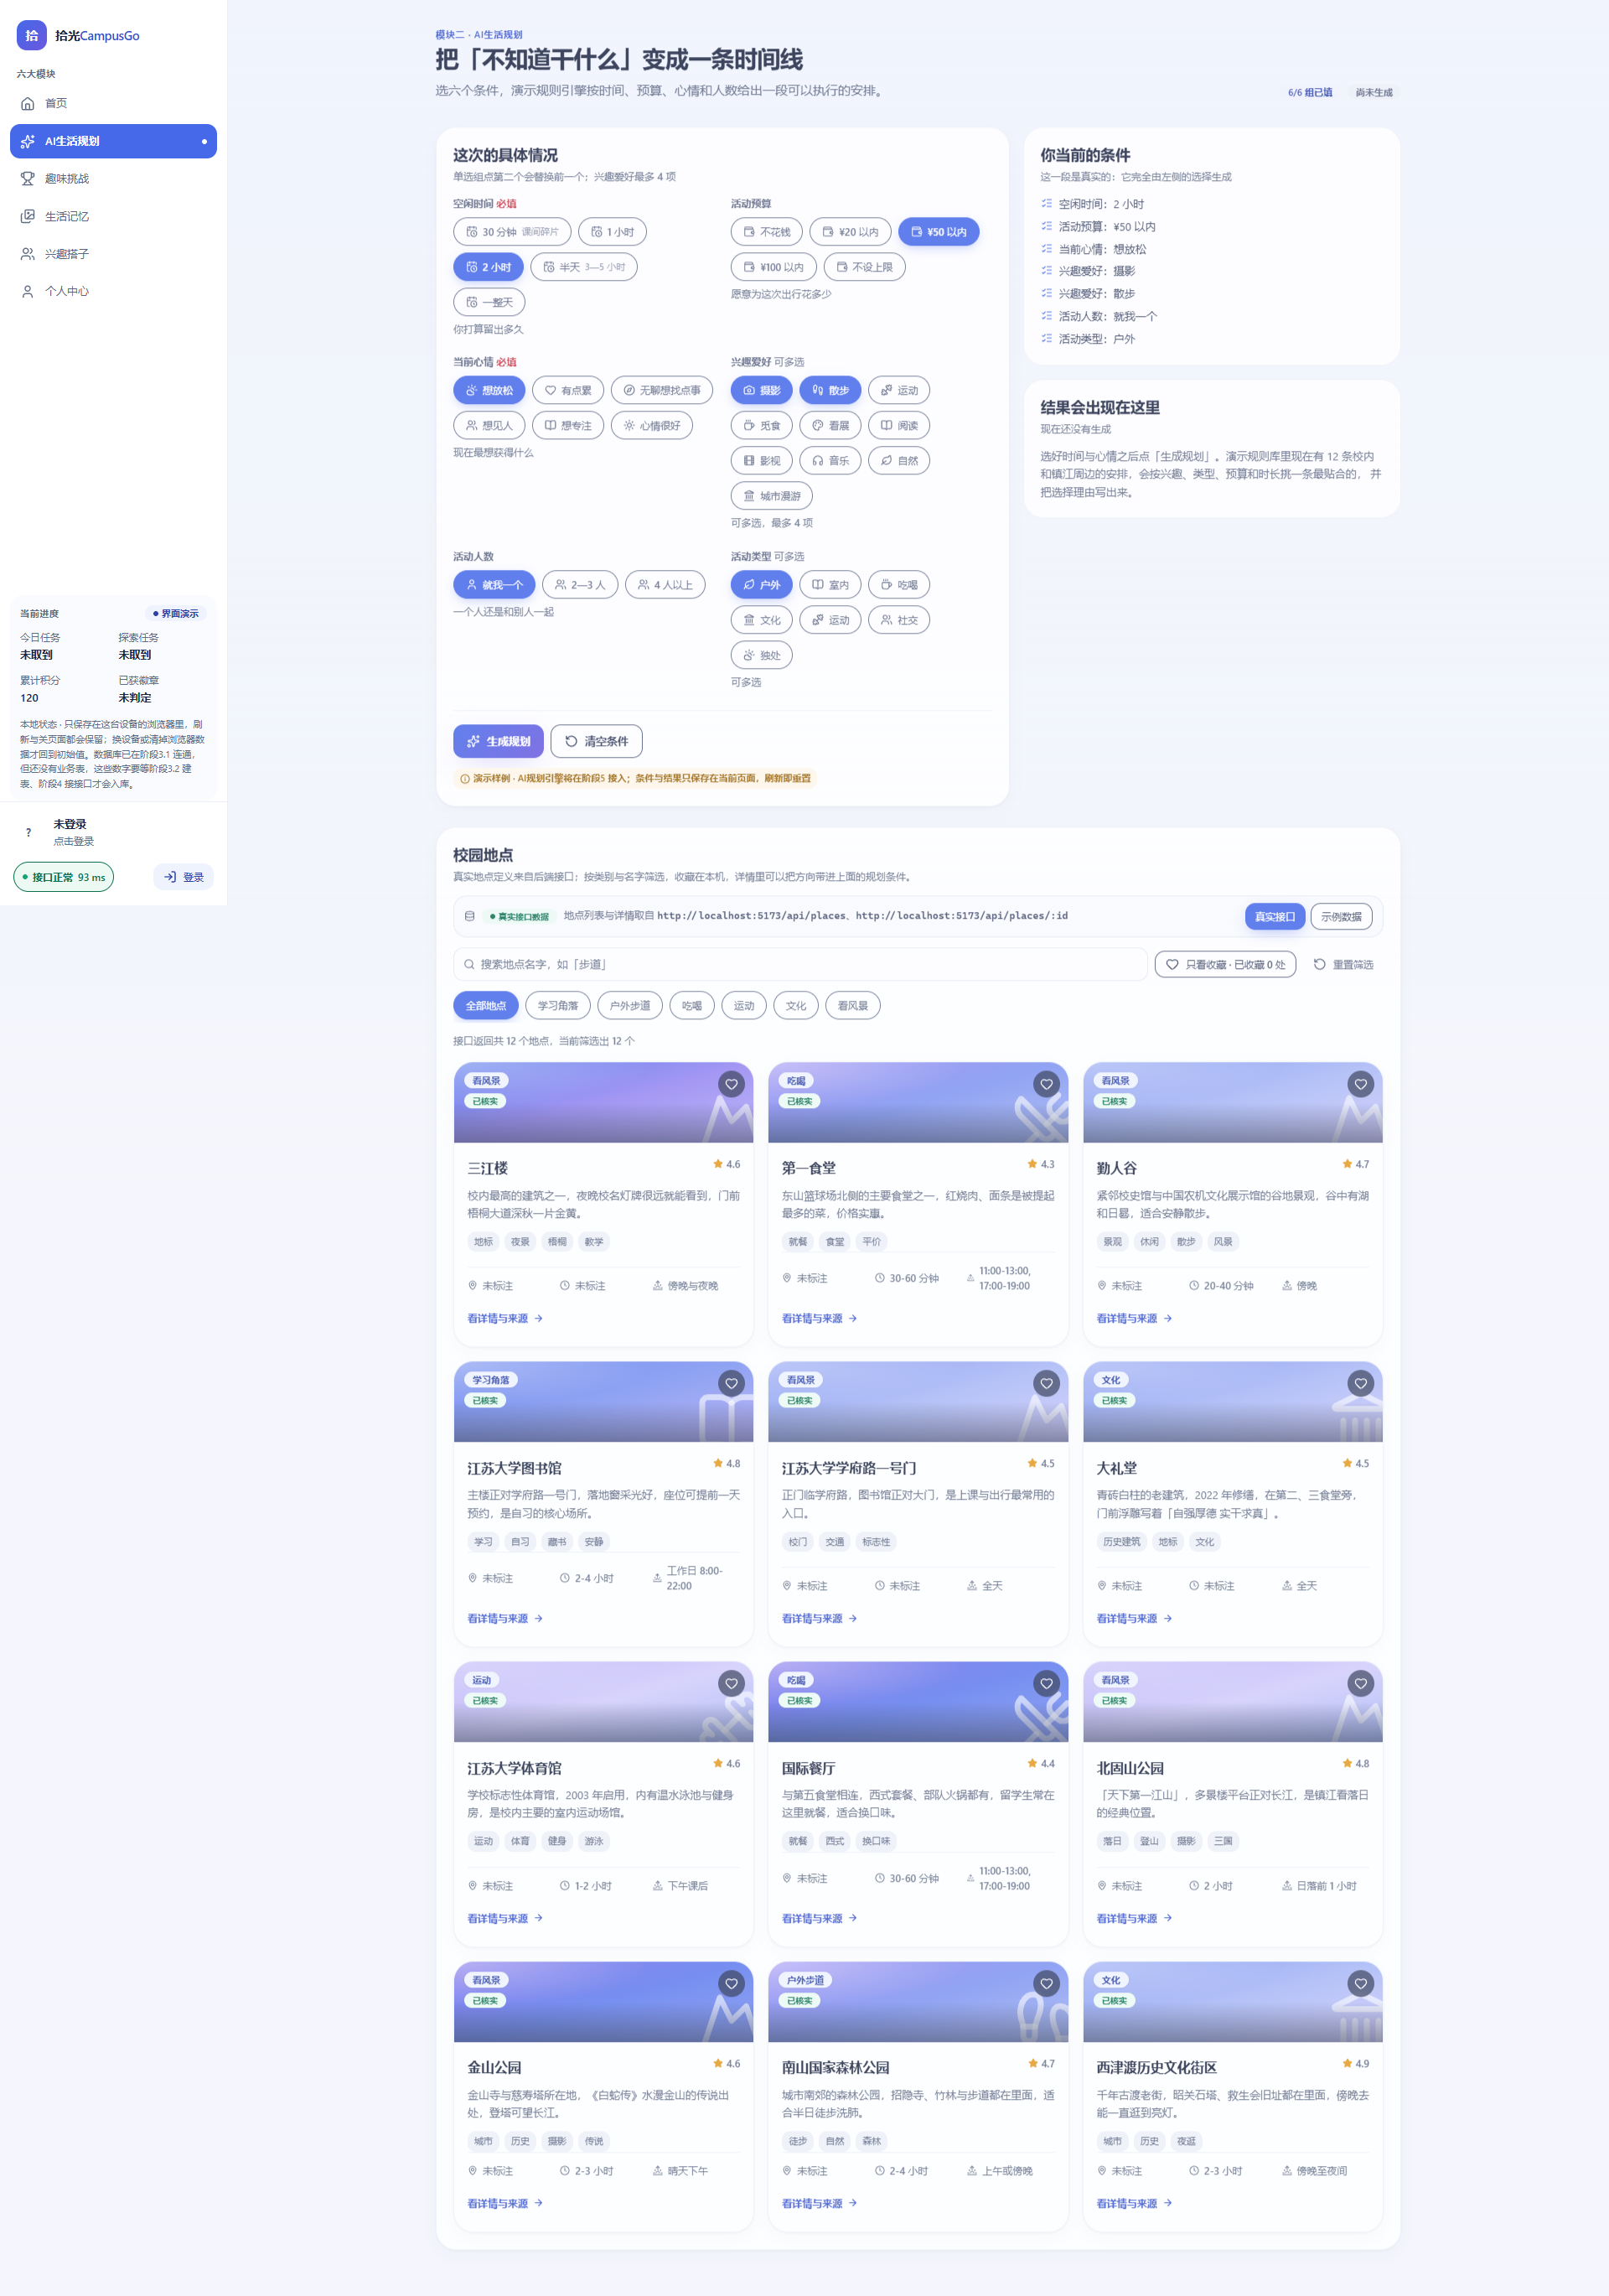 拾 拾光CampusGo
六大模块
首页
AI生活规划
趣味挑战
生活记忆
兴趣搭子
个人中心
当前进度 界面演示
今日任务 探索任务
未取到 未取到
累计积分 已获徽章
120 未判定
本地状态 · 只保存在这台设备的浏览器里，刷
新与关页面都会保留；换设备或清掉浏览器数
据才回到初始值。数据库已在阶段3.1 连通，
但还没有业务表，这些数字要等阶段3.2 建
表、阶段4 接接口才会入库。
? 未登录
点击登录
接口正常 93 ms 登录
模块二 · AI生活规划
把「不知道干什么」变成一条时间线
选六个条件，演示规则引擎按时间、预算、心情和人数给出一段可以执行的安排。
6/6 组已填 尚未生成
这次的具体情况
单选组点第二个会替换前一个；兴趣爱好最多 4 项
空闲时间 必填
30 分钟 课间碎片 1 小时
2 小时 半天 3—5 小时
一整天
你打算留出多久
活动预算
不花钱 ¥20 以内 ¥50 以内
¥100 以内 不设上限
愿意为这次出行花多少
当前心情 必填
想放松 有点累 无聊想找点事
想见人 想专注 心情很好
现在最想获得什么
兴趣爱好 可多选
摄影 散步 运动
觅食 看展 阅读
影视 音乐 自然
城市漫游
可多选，最多 4 项
活动人数
就我一个 2—3 人 4 人以上
一个人还是和别人一起
活动类型 可多选
户外 室内 吃喝
文化 运动 社交
独处
可多选
生成规划 清空条件
演示样例 · AI规划引擎将在阶段5 接入；条件与结果只保存在当前页面，刷新即重置
你当前的条件
这一段是真实的：它完全由左侧的选择生成
空闲时间：2 小时
活动预算：¥50 以内
当前心情：想放松
兴趣爱好：摄影
兴趣爱好：散步
活动人数：就我一个
活动类型：户外
结果会出现在这里
现在还没有生成
选好时间与心情之后点「生成规划」。演示规则库里现在有 12 条校内
和镇江周边的安排，会按兴趣、类型、预算和时长挑一条最贴合的， 并
把选择理由写出来。
校园地点
真实地点定义来自后端接口；按类别与名字筛选，收藏在本机，详情里可以把方向带进上面的规划条件。
真实接口数据 地点列表与详情取自 http://localhost:5173/api/places、http://localhost:5173/api/places/:id 真实接口 示例数据
搜索地点名字，如「步道」 只看收藏 · 已收藏 0 处 重置筛选
全部地点 学习角落 户外步道 吃喝 运动 文化 看风景
接口返回共 12 个地点，当前筛选出 12 个
看风景
已核实
三江楼 4.6
校内最高的建筑之一，夜晚校名灯牌很远就能看到，门前
梧桐大道深秋一片金黄。
地标 夜景 梧桐 教学
未标注 未标注 傍晚与夜晚
看详情与来源
吃喝
已核实
第一食堂 4.3
东山篮球场北侧的主要食堂之一，红烧肉、面条是被提起
最多的菜，价格实惠。
就餐 食堂 平价
未标注 30-60 分钟 11:00-13:00,
17:00-19:00
看详情与来源
看风景
已核实
勤人谷 4.7
紧邻校史馆与中国农机文化展示馆的谷地景观，谷中有湖
和日晷，适合安静散步。
景观 休闲 散步 风景
未标注 20-40 分钟 傍晚
看详情与来源
学习角落
已核实
江苏大学图书馆 4.8
主楼正对学府路一号门，落地窗采光好，座位可提前一天
预约，是自习的核心场所。
学习 自习 藏书 安静
未标注 2-4 小时 工作日 8:00-
22:00
看详情与来源
看风景
已核实
江苏大学学府路一号门 4.5
正门临学府路，图书馆正对大门，是上课与出行最常用的
入口。
校门 交通 标志性
未标注 未标注 全天
看详情与来源
文化
已核实
大礼堂 4.5
青砖白柱的老建筑，2022 年修缮，在第二、三食堂旁，
门前浮雕写着「自强厚德 实干求真」。
历史建筑 地标 文化
未标注 未标注 全天
看详情与来源
运动
已核实
江苏大学体育馆 4.6
学校标志性体育馆，2003 年启用，内有温水泳池与健身
房，是校内主要的室内运动场馆。
运动 体育 健身 游泳
未标注 1-2 小时 下午课后
看详情与来源
吃喝
已核实
国际餐厅 4.4
与第五食堂相连，西式套餐、部队火锅都有，留学生常在
这里就餐，适合换口味。
就餐 西式 换口味
未标注 30-60 分钟 11:00-13:00,
17:00-19:00
看详情与来源
看风景
已核实
北固山公园 4.8
「天下第一江山」，多景楼平台正对长江，是镇江看落日
的经典位置。
落日 登山 摄影 三国
未标注 2 小时 日落前 1 小时
看详情与来源
看风景
已核实
金山公园 4.6
金山寺与慈寿塔所在地，《白蛇传》水漫金山的传说出
处，登塔可望长江。
城市 历史 摄影 传说
未标注 2-3 小时 晴天下午
看详情与来源
户外步道
已核实
南山国家森林公园 4.7
城市南郊的森林公园，招隐寺、竹林与步道都在里面，适
合半日徒步洗肺。
徒步 自然 森林
未标注 2-4 小时 上午或傍晚
看详情与来源
文化
已核实
西津渡历史文化街区 4.9
千年古渡老街，昭关石塔、救生会旧址都在里面，傍晚去
能一直逛到亮灯。
城市 历史 夜逛
未标注 2-3 小时 傍晚至夜间
看详情与来源